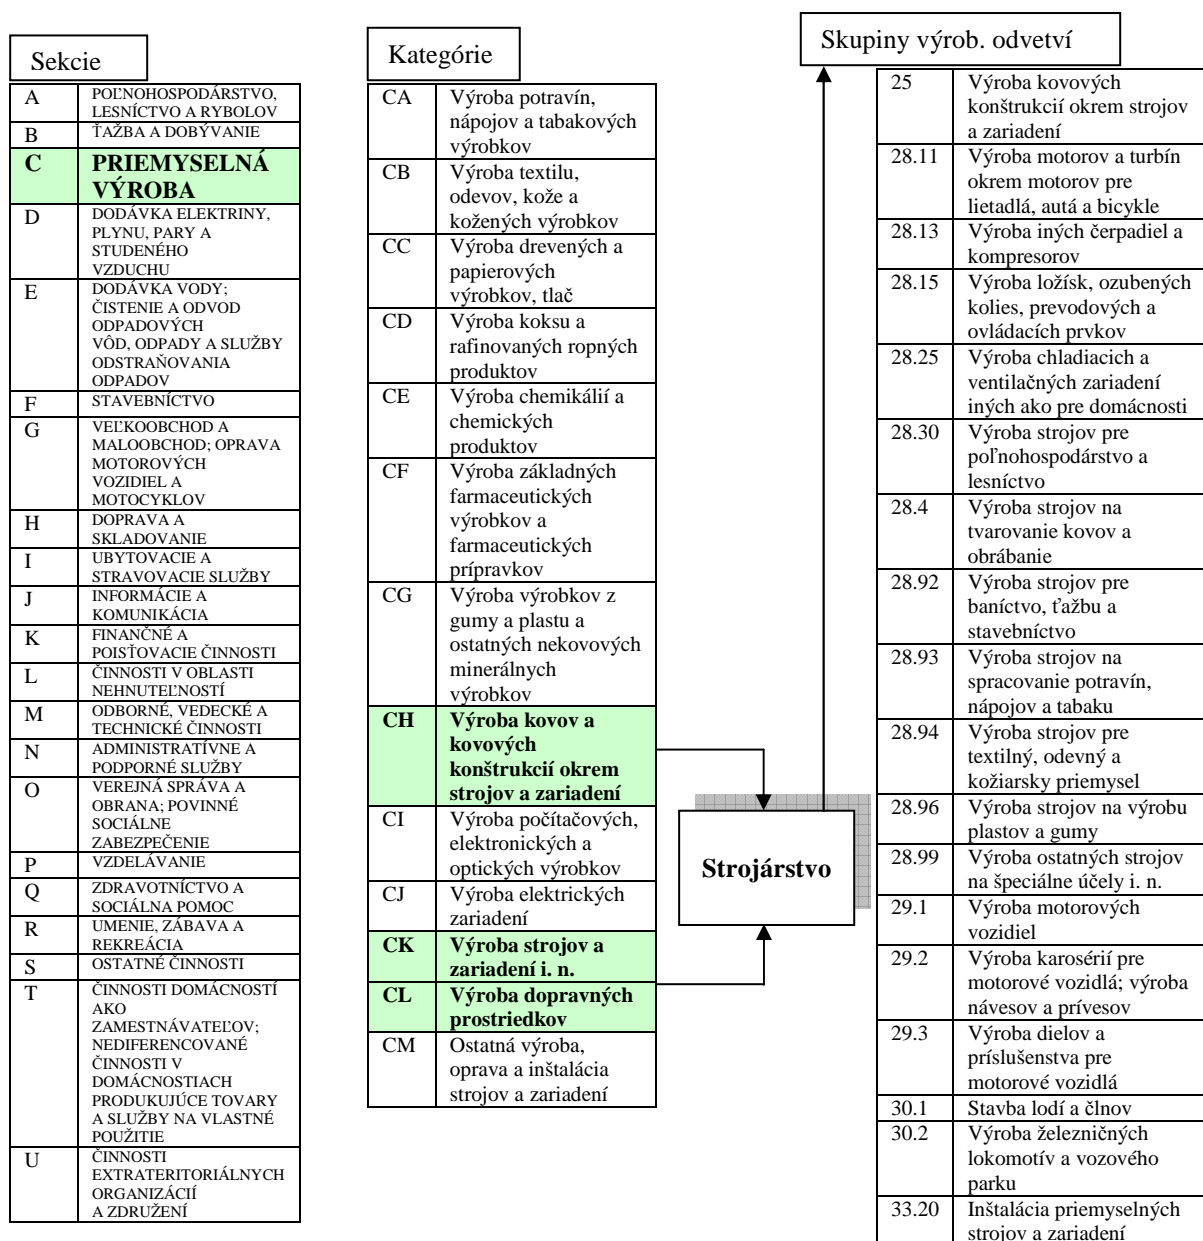 Sekcie
A POĽNOHOSPODÁRSTVO,
LESNÍCTVO A RYBOLOV
B ŤAŽBA A DOBÝVANIE
C PRIEMYSELNÁ
VÝROBA
D DODÁVKA ELEKTRINY,
PLYNU, PARY A
STUDENÉHO
VZDUCHU
E DODÁVKA VODY;
ČISTENIE A ODVOD
ODPADOVÝCH
VÔD, ODPADY A SLUŽBY
ODSTRAŇOVANIA
ODPADOV
F STAVEBNÍCTVO
G VEĽKOOBCHOD A
MALOOBCHOD; OPRAVA
MOTOROVÝCH
VOZIDIEL A
MOTOCYKLOV
H DOPRAVA A
SKLADOVANIE
I UBYTOVACIE A
STRAVOVACIE SLUŽBY
J INFORMÁCIE A
KOMUNIKÁCIA
K FINANČNÉ A
POISŤOVACIE ČINNOSTI
L ČINNOSTI V OBLASTI
NEHNUTEĽNOSTÍ
M ODBORNÉ, VEDECKÉ A
TECHNICKÉ ČINNOSTI
N ADMINISTRATÍVNE A
PODPORNÉ SLUŽBY
O VEREJNÁ SPRÁVA A
OBRANA; POVINNÉ
SOCIÁLNE
ZABEZPEČENIE
P VZDELÁVANIE
Q ZDRAVOTNÍCTVO A
SOCIÁLNA POMOC
R UMENIE, ZÁBAVA A
REKREÁCIA
S OSTATNÉ ČINNOSTI
T ČINNOSTI DOMÁCNOSTÍ
AKO
ZAMESTNÁVATEĽOV;
NEDIFERENCOVANÉ
ČINNOSTI V
DOMÁCNOSTIACH
PRODUKUJÚCE TOVARY
A SLUŽBY NA VLASTNÉ
POUŽITIE
U ČINNOSTI
EXTRATERITORIÁLNYCH
ORGANIZÁCIÍ
A ZDRUŽENÍ
Kategórie
CA Výroba potravín,
nápojov a tabakových
výrobkov
CB Výroba textilu,
odevov, kože a
kožených výrobkov
CC Výroba drevených a
papierových
výrobkov, tlač
CD Výroba koksu a
rafinovaných ropných
produktov
CE Výroba chemikálií a
chemických
produktov
CF Výroba základných
farmaceutických
výrobkov a
farmaceutických
prípravkov
CG Výroba výrobkov z
gumy a plastu a
ostatných nekovových
minerálnych
výrobkov
CH Výroba kovov a
kovových
konštrukcií okrem
strojov a zariadení
CI Výroba počítačových,
elektronických a
optických výrobkov
CJ Výroba elektrických
zariadení
CK Výroba strojov a
zariadení i. n.
CL Výroba dopravných
prostriedkov
CM Ostatná výroba,
oprava a inštalácia
strojov a zariadení
Strojárstvo
Skupiny výrob. odvetví
25 Výroba kovových
konštrukcií okrem strojov
a zariadení
28.11 Výroba motorov a turbín
okrem motorov pre
lietadlá, autá a bicykle
28.13 Výroba iných čerpadiel a
kompresorov
28.15 Výroba ložísk, ozubených
kolies, prevodových a
ovládacích prvkov
28.25 Výroba chladiacich a
ventilačných zariadení
iných ako pre domácnosti
28.30 Výroba strojov pre
poľnohospodárstvo a
lesníctvo
28.4 Výroba strojov na
tvarovanie kovov a
obrábanie
28.92 Výroba strojov pre
baníctvo, ťažbu a
stavebníctvo
28.93 Výroba strojov na
spracovanie potravín,
nápojov a tabaku
28.94 Výroba strojov pre
textilný, odevný a
kožiarsky priemysel
28.96 Výroba strojov na výrobu
plastov a gumy
28.99 Výroba ostatných strojov
na špeciálne účely i. n.
29.1 Výroba motorových
vozidiel
29.2 Výroba karosérií pre
motorové vozidlá; výroba
návesov a prívesov
29.3 Výroba dielov a
príslušenstva pre
motorové vozidlá
30.1 Stavba lodí a člnov
30.2 Výroba železničných
lokomotív a vozového
parku
33.20 Inštalácia priemyselných
strojov a zariadení